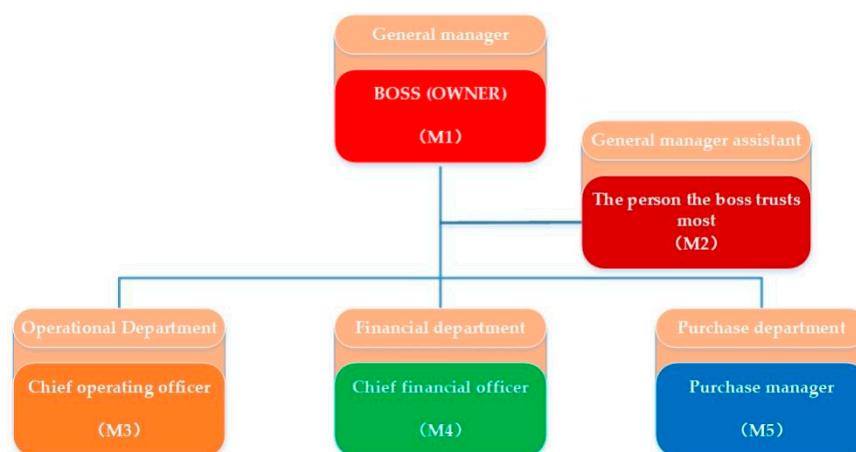 General manager
BOSS (OWNER)
(M1)
General manager assistant
The person the boss trusts
most
(M2)
Operational Department
Financial department
Purchase department
Chief operating officer
(M3)
Chief financial officer
(M4)
Purchase manager
(M5)